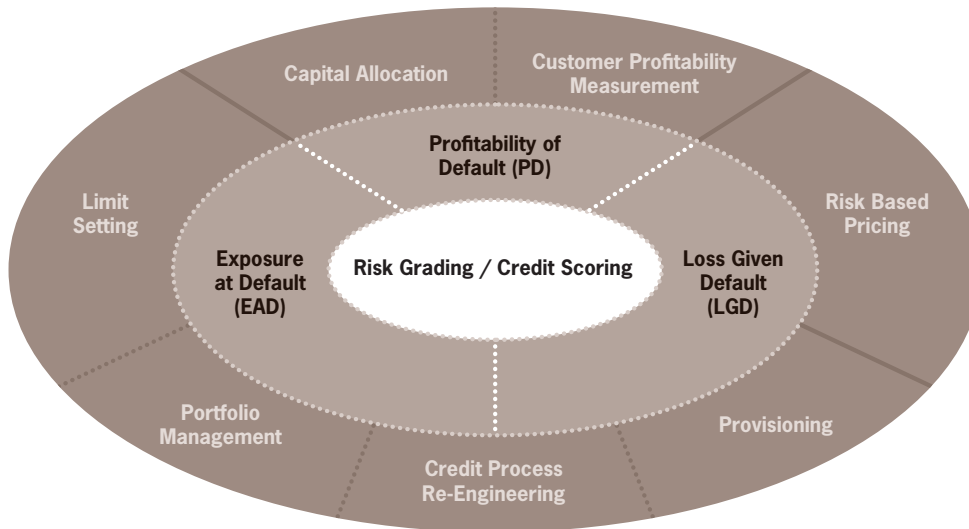 Capital Allocation
Customer Profitability
Measurement
Profitability of
Default (PD)
Limit
Setting
Risk Based
Pricing
Exposure
at Default
(EAD)
Risk Grading / Credit Scoring
Loss Given
Default
(LGD)
Portfolio
Management
Provisioning
Credit Process
Re-Engineering